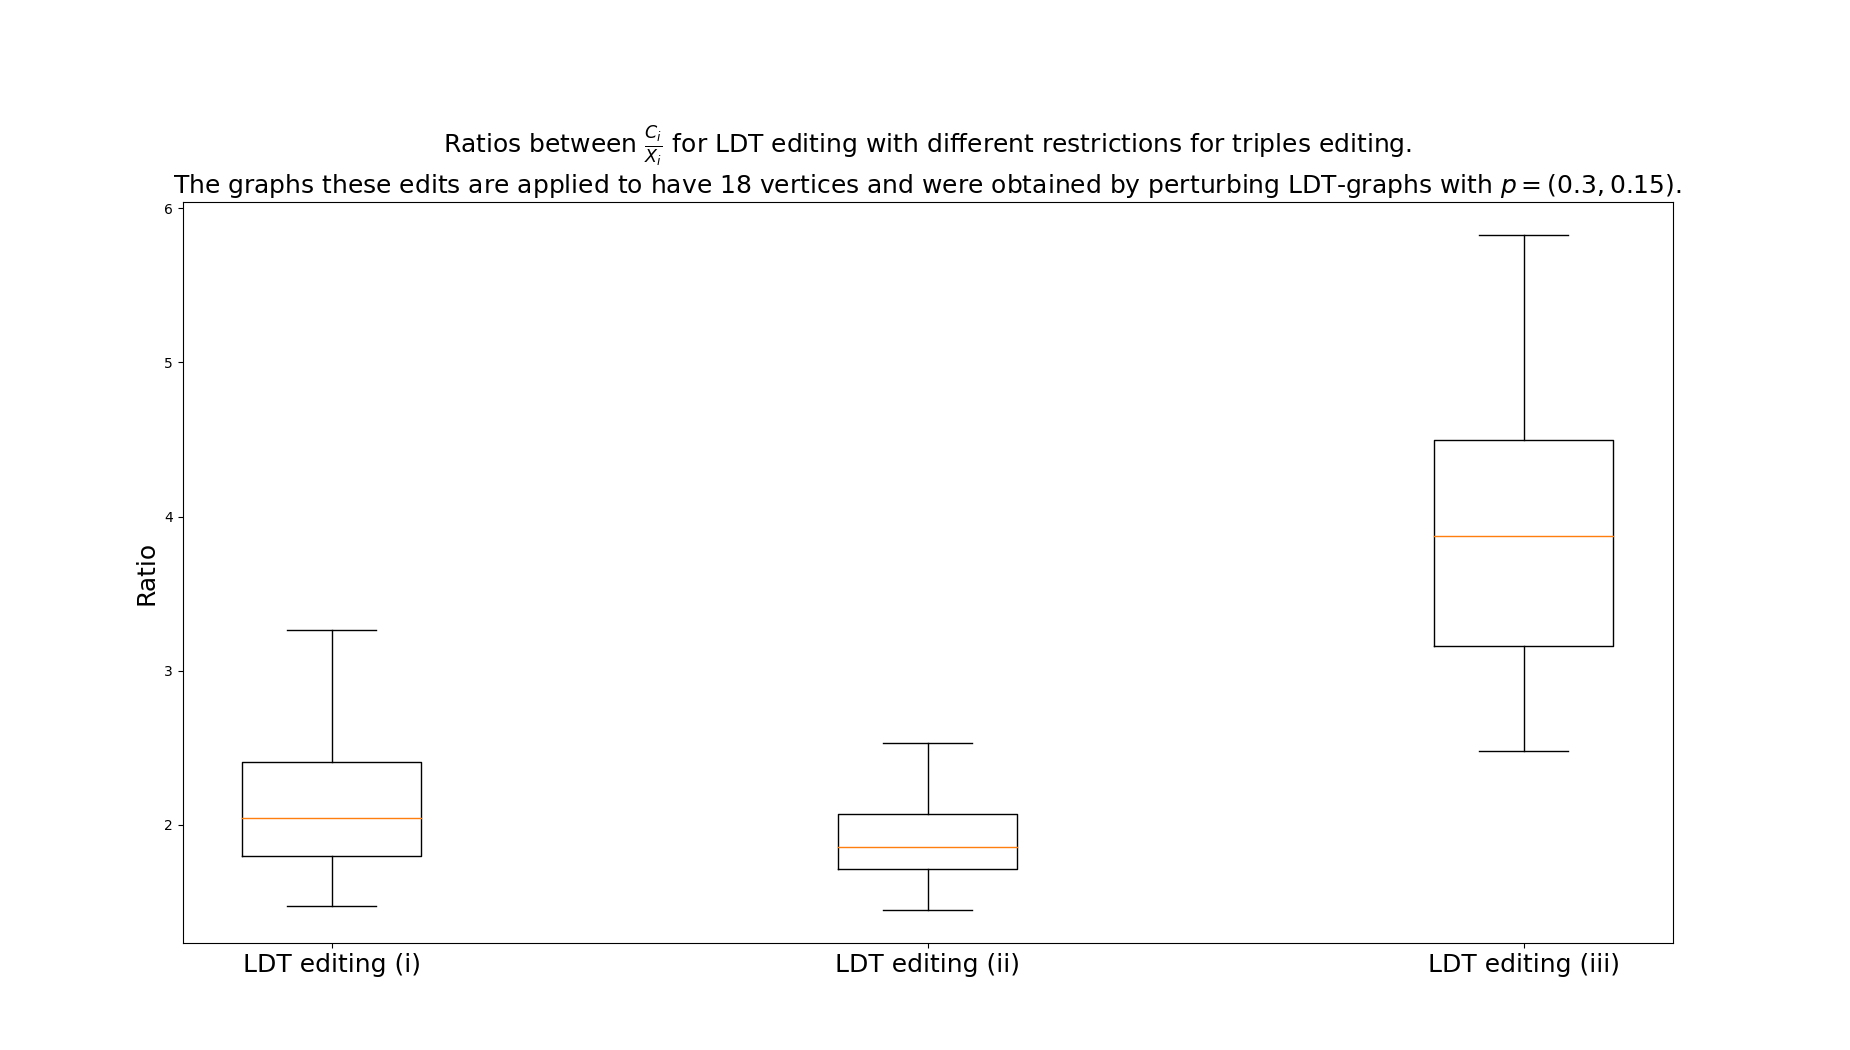 Ratios between $\frac{C_i}{X_i}$ for LDT editing with different restrictions for triples editing.
The graphs these edits are applied to have 18 vertices and were obtained by perturbing LDT-graphs with $p = (0.3, 0.15)$.
6
5
4
3
2
Ratio
LDT editing (i)
LDT editing (ii)
LDT editing (iii)